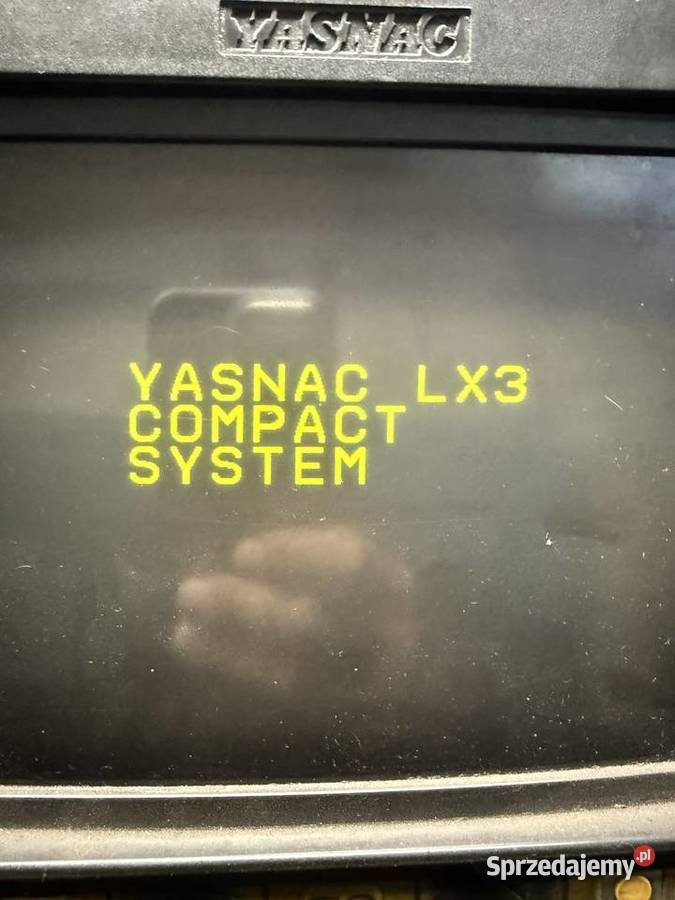 YASNAC
YASNAC LX3
COMPACT
SYSTEM
Sprzedajemy.pl